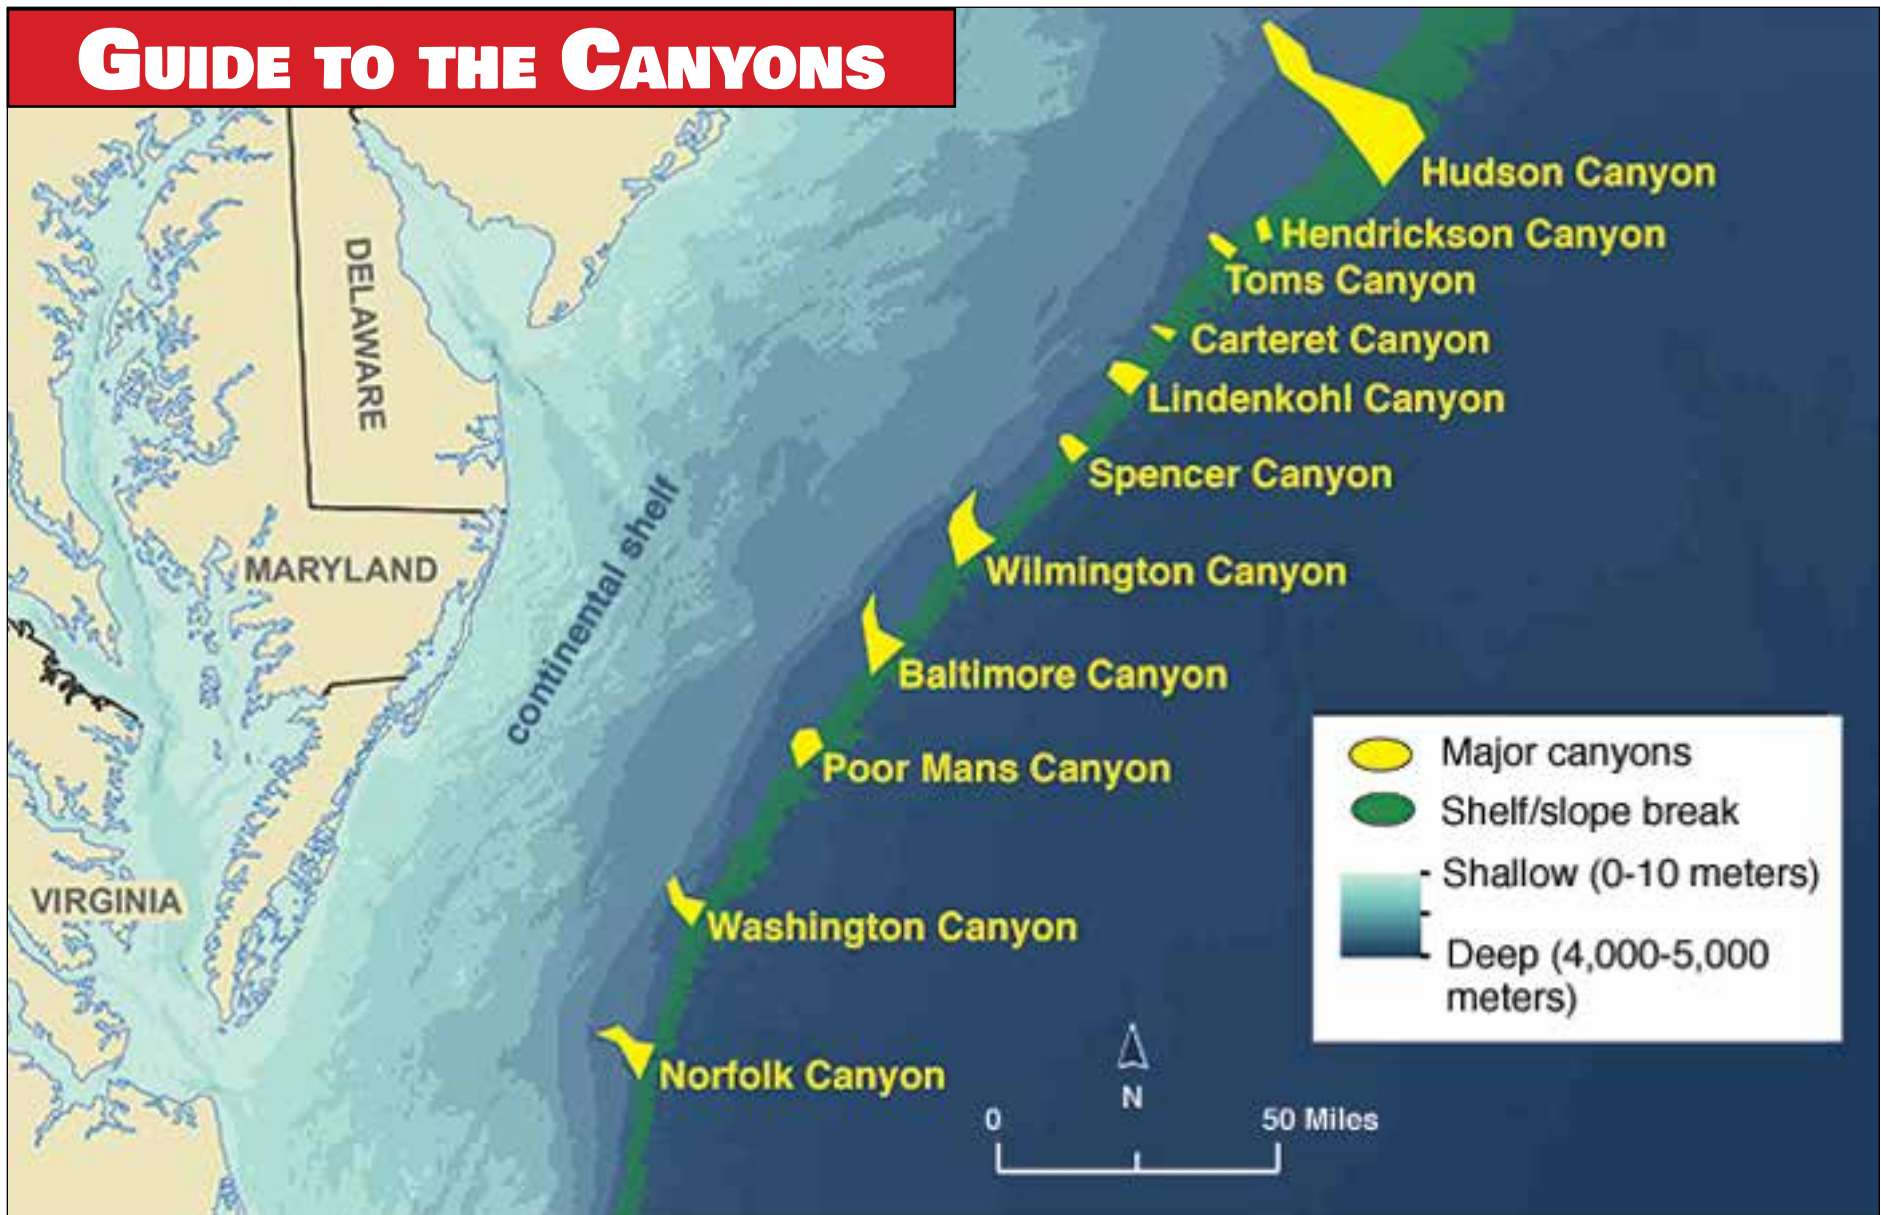 GUIDE TO THE CANYONS
Hudson Canyon
Hendrickson Canyon
Toms Canyon
Carteret Canyon
Lindenkohl Canyon
Spencer Canyon
Wilmington Canyon
Baltimore Canyon
Poor Mans Canyon
Washington Canyon
Norfolk Canyon
DELAWARE
MARYLAND
VIRGINIA
continental shelf
Major canyons
Shelf/slope break
Shallow (0-10 meters)
Deep (4,000-5,000
meters)
N
0
50 Miles